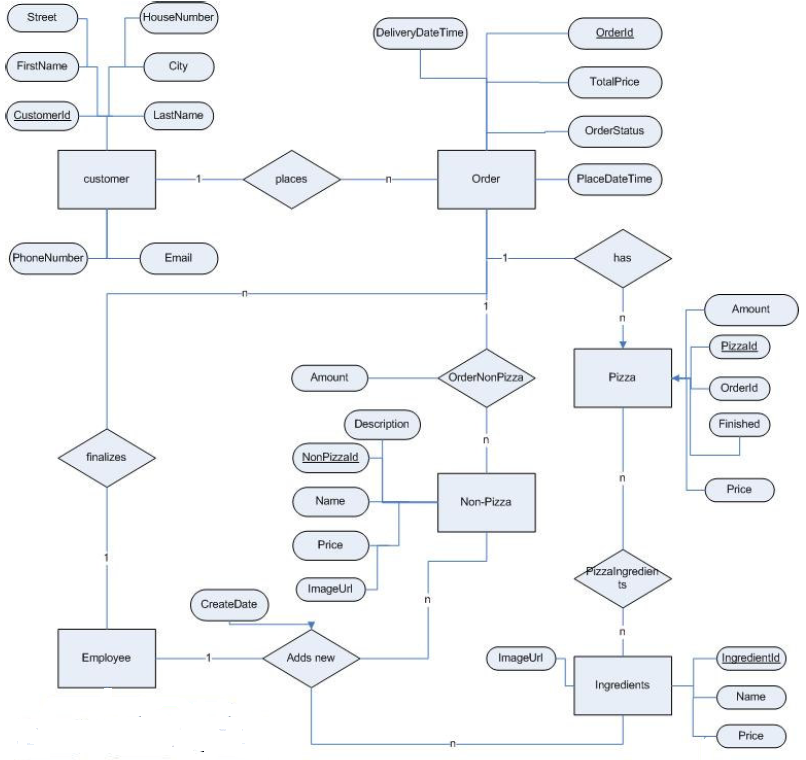 Street
HouseNumber
DeliveryDateTime
OrderId
FirstName
City
TotalPrice
CustomerId
LastName
OrderStatus
customer
1
places
n
Order
PlaceDateTime
PhoneNumber
Email
1
has
n
1
n
Amount
PizzaId
Amount
OrderNonPizza
Pizza
OrderId
Description
Finished
n
finalizes
NonPizzaId
n
Name
Non-Pizza
Price
Price
1
PizzaIngredien
ts
ImageUrl
CreateDate
n
n
Employee
1
Adds new
ImageUrl
IngredientId
Ingredients
Name
Price
n